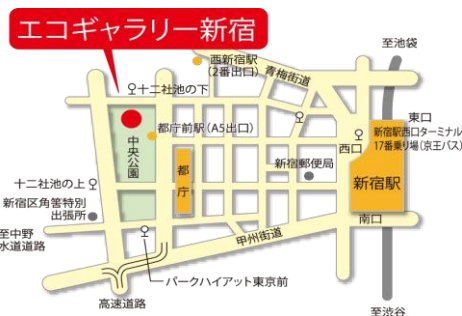 エコギャラリー新宿
至池袋
西新宿駅
(2番出口)
青梅街道
十二社池の下
東口
都庁前駅(A5出口)
新宿駅西口ターミナル
17番乗り場(京王バス)
西口
中央公園
新宿郵便局
都庁
十二社池の上
新宿駅
新宿区角筈特別
出張所
南口
至中野
水道道路
甲州街道
パークハイアット東京前
高速道路
至渋谷